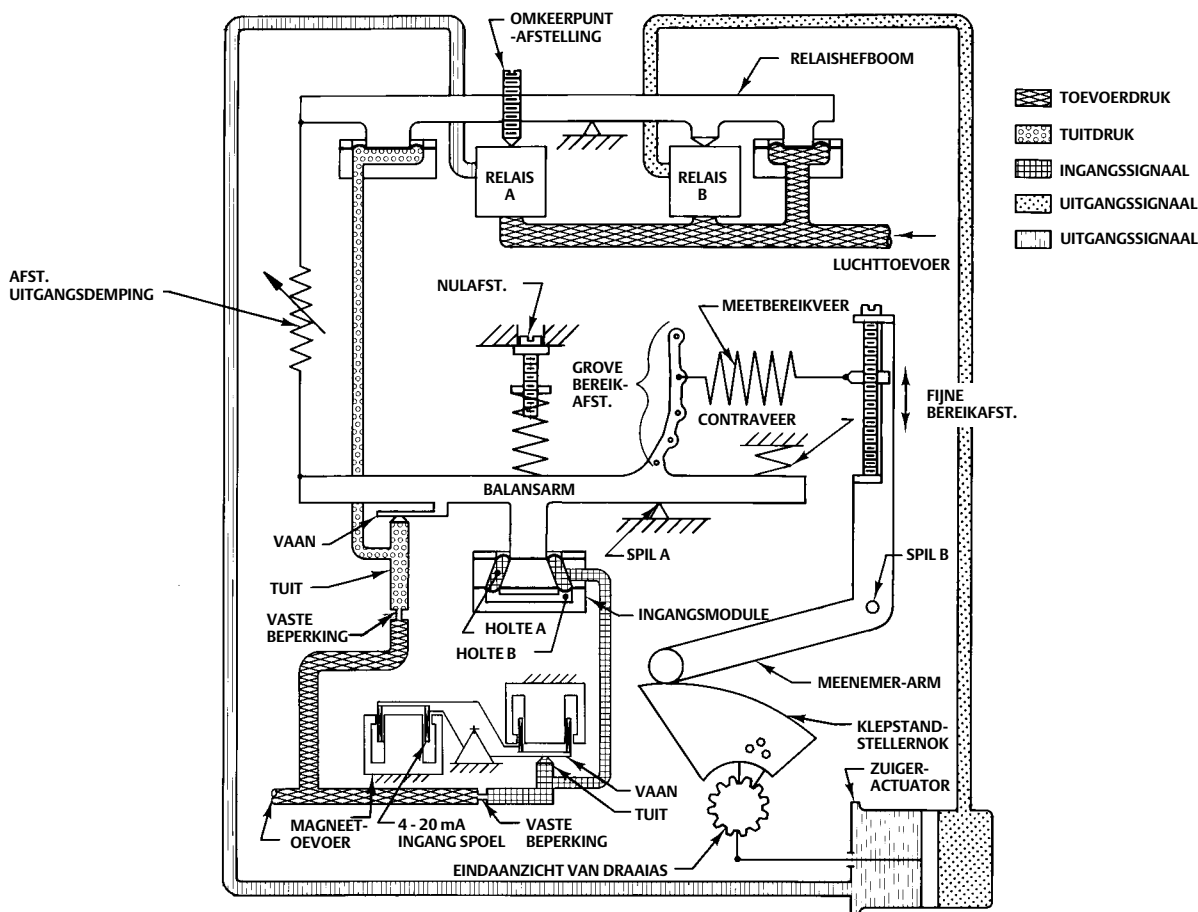 OMKEERPUNT
-AFSTELLING
RELAISHEFBOOM
TOEVOERDRUK
TUITDRUK
INGANGSSIGNAAL
UITGANGSSIGNAAL
UITGANGSSIGNAAL
RELAIS
A
RELAIS
B
LUCHTTOEVOER
AFST.
UITGANGSDEMPING
NULAFST.
MEETBEREIKVEER
GROVE
BEREIK-
AFST.
CONTRAVEER
FIJNE
BEREIKAFST.
BALANSARM
VAAN
SPIL A
SPIL B
TUIT
INGANGSMODULE
VASTE
BEPERKING
HOLTE A
HOLTE B
MEENEMER-ARM
KLEPSTAND-
STELLERNOK
ZUIGER-
ACTUATOR
VAAN
TUIT
MAGNEET-
OEVOER
4 - 20 mA
INGANG SPOEL
VASTE
BEPERKING
EINDAANZICHT VAN DRAAIAS